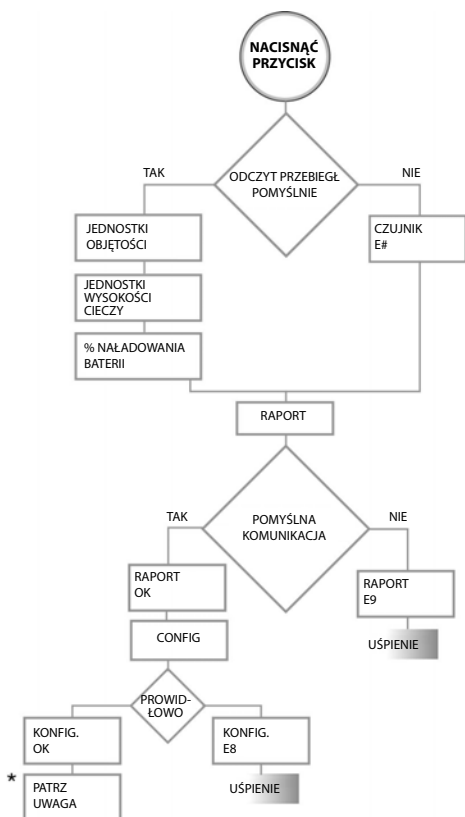 NACISNĄĆ
PRZYCISK
TAK
ODCZYT PRZEBIEGŁ
POMYŚLNIE
NIE
JEDNOSTKI
OBJĘTOŚCI
CZUJNIK
E#
JEDNOSTKI
WYSOKOŚCI
CIECZY
% NAŁADOWANIA
BATERII
RAPORT
TAK
POMYŚLNA
KOMUNIKACJA
NIE
RAPORT
OK
RAPORT
E9
CONFIG
UŚPIENIE
PROWID-
ŁOWO
KONFIG.
OK
KONFIG.
E8
* PATRZ
UWAGA
UŚPIENIE